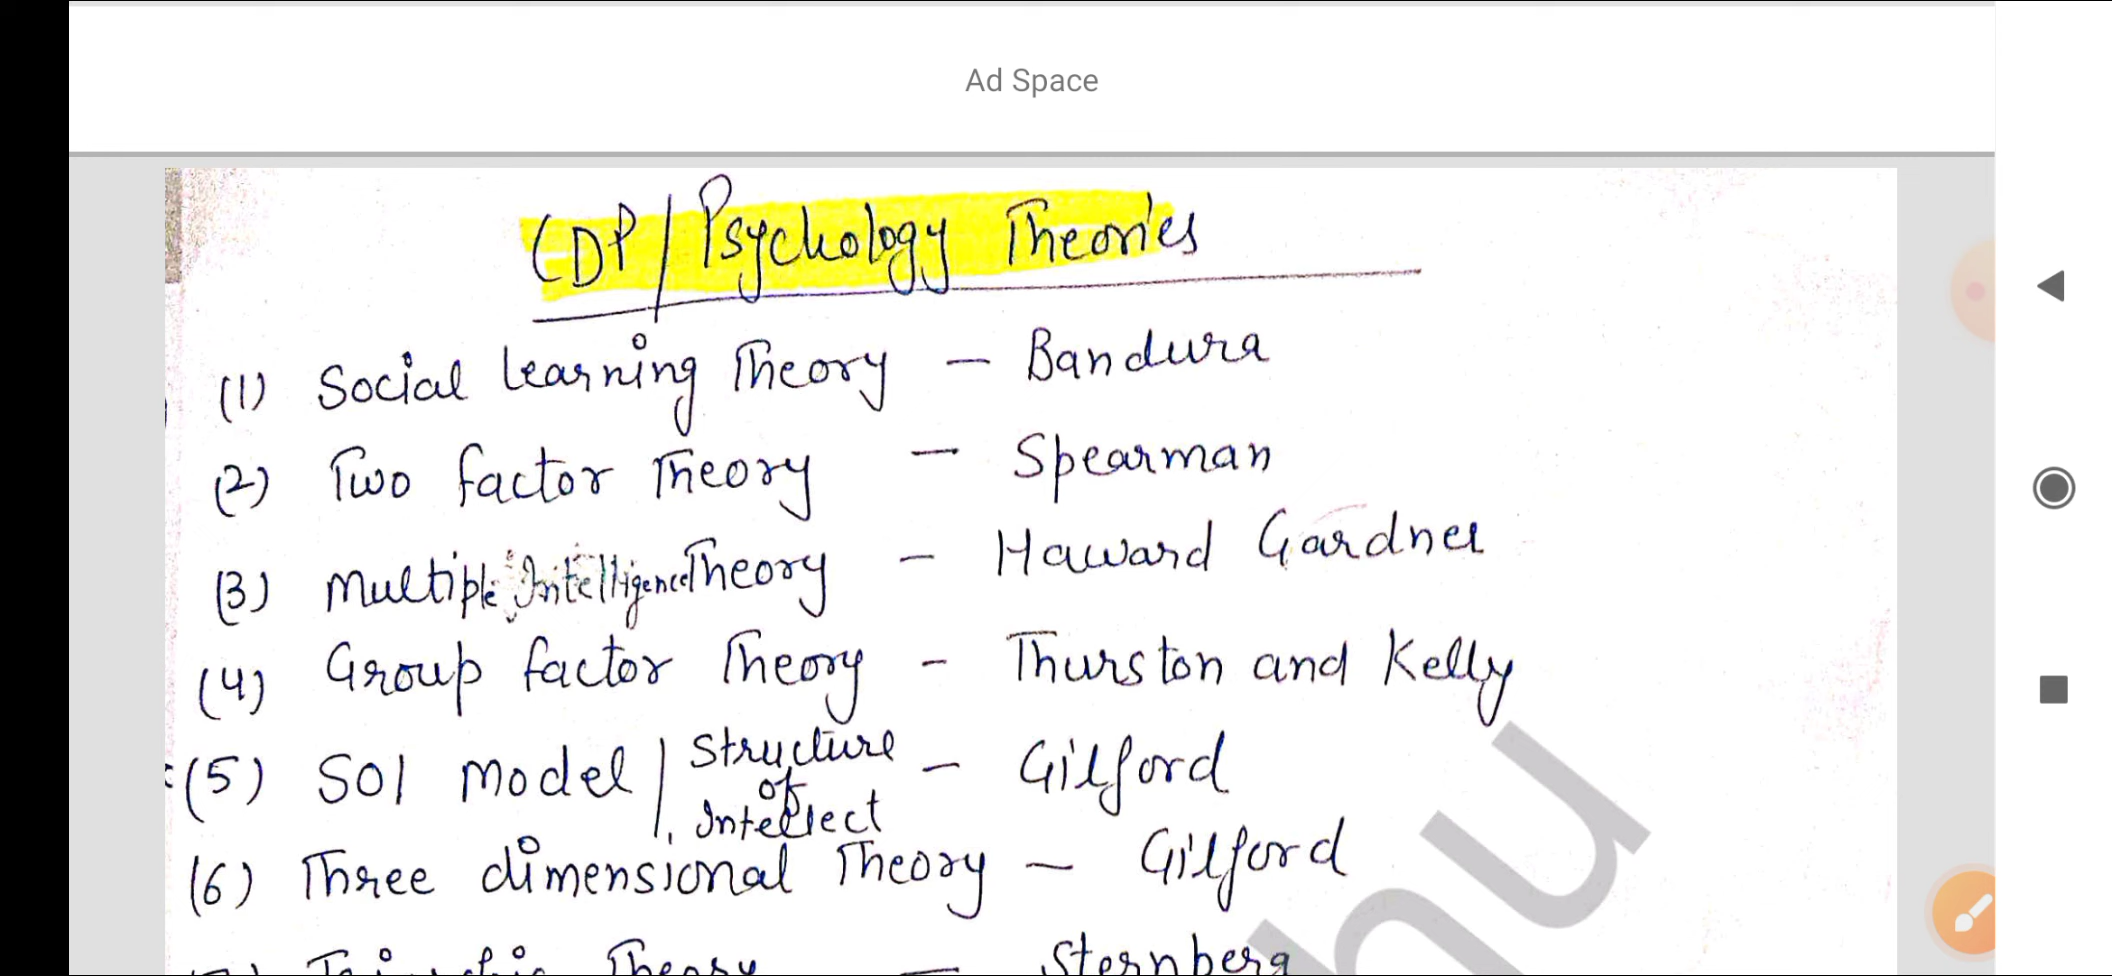 Ad Space
CDP/Psychology Theories
(1) Social Learning Theory - Bandura
(2) Two factor Theory - Spearman
(3) Multiple Intelligence Theory - Haward Gardner
(4) Group factor Theory - Thurston and Kelly
(5) SOI Model / Structure of Intellect - Gilford
(6) Three dimensional Theory - Gilford
Theory - Sternberg